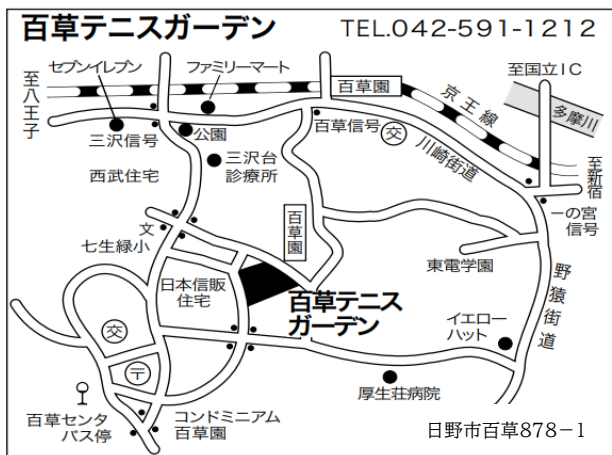 百草テニスガーデン
TEL.042-591-1212
セブンイレブン
ファミリーマート
至八王子
百草園
京王線
至国立IC
多摩川
三沢信号
公園
三沢台
診療所
西武住宅
百草信号
交
川崎街道
至新宿
一の宮
信号
文
七生緑小
百草園
東電学園
野猿街道
日本信販
住宅
百草テニス
ガーデン
イエロー
ハット
交
〒
厚生荘病院
百草センタ
バス停
コンドミニアム
百草園
日野市百草878-1